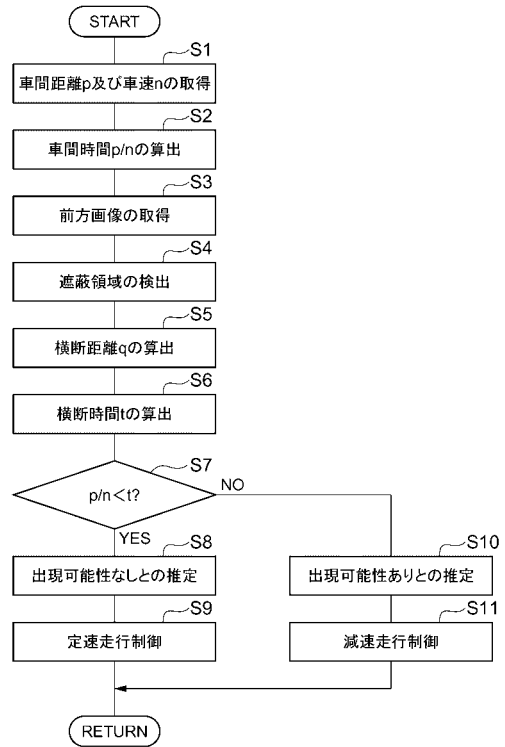 START
S1
車間距離p及び車速nの取得
S2
車間時間p/nの算出
S3
前方画像の取得
S4
遮蔽領域の検出
S5
横断距離qの算出
S6
横断時間tの算出
S7
p/n<t?
NO
YES
S8
出現可能性なしとの推定
S10
出現可能性ありとの推定
S9
定速走行制御
S11
減速走行制御
RETURN